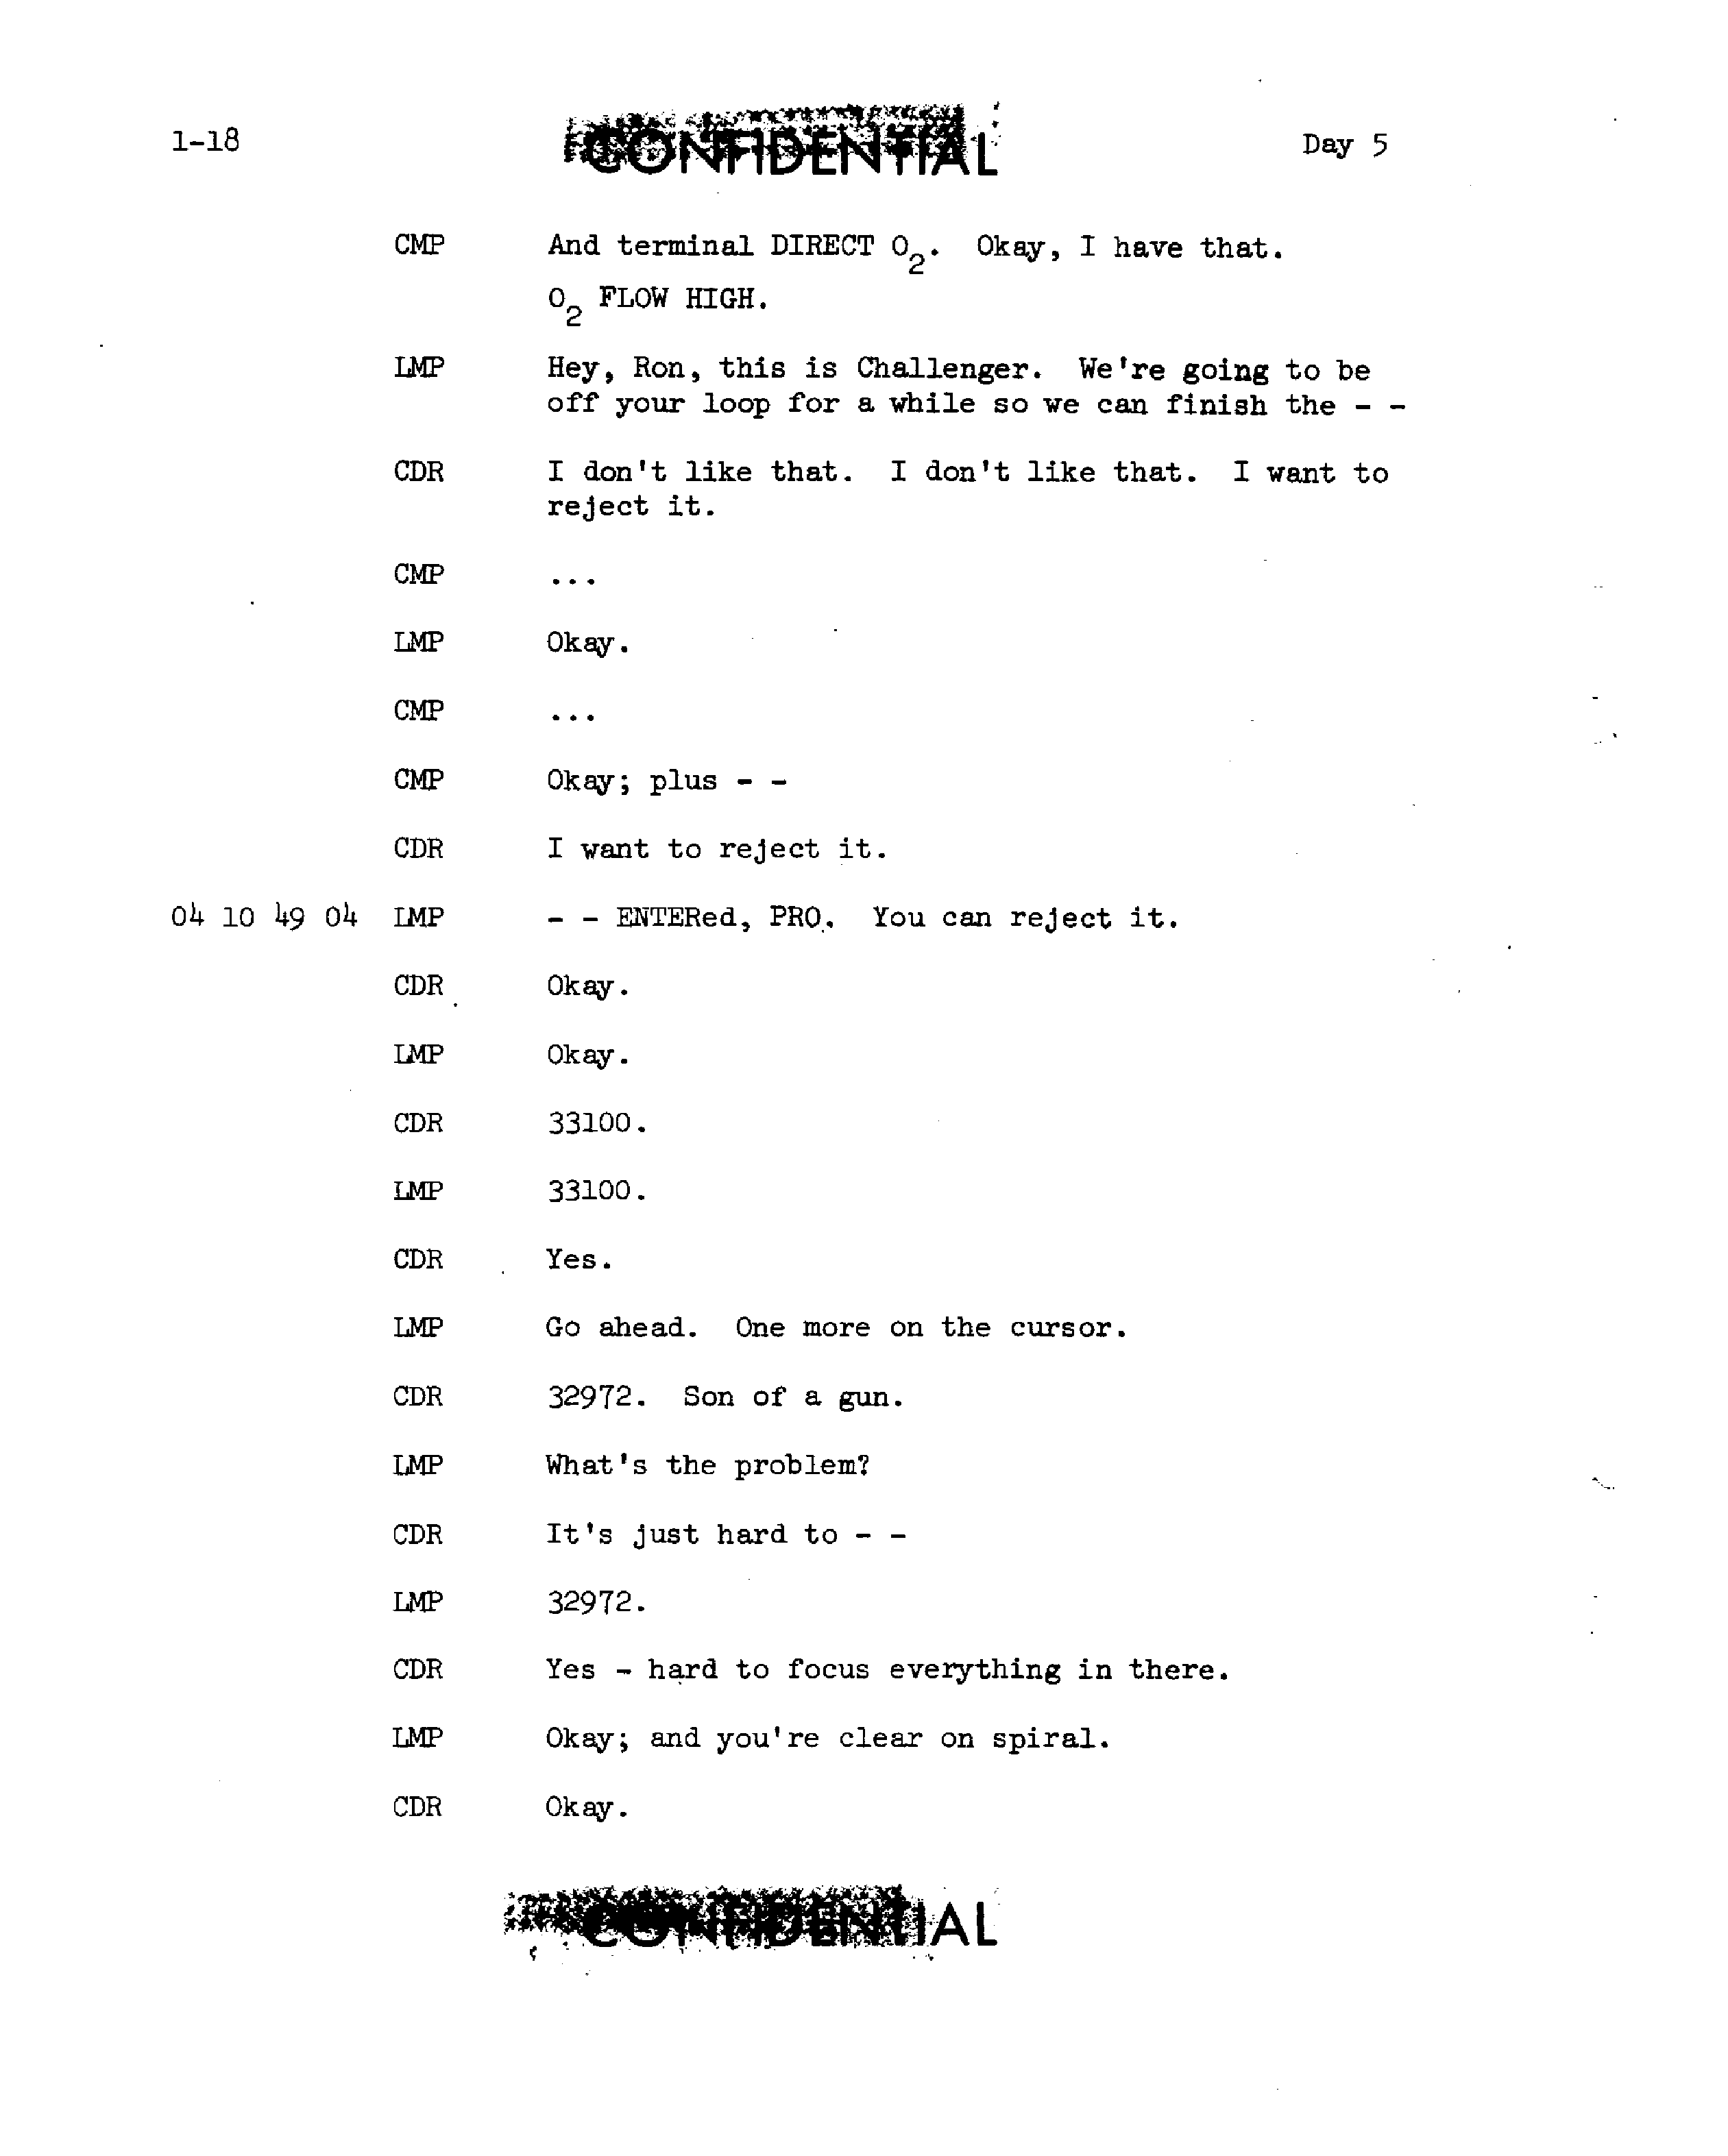 1-18 CONFIDENTIAL Day 5
CMP And terminal DIRECT O2. Okay, I have that.
O2 FLOW HIGH.
LMP Hey, Ron, this is Challenger. We're going to be
off your loop for a while so we can finish the - -
CDR I don't like that. I don't like that. I want to
reject it.
CMP ...
LMP Okay.
CMP ...
CMP Okay; plus - -
CDR I want to reject it.
04 10 49 04 LMP - - ENTERed, PRO. You can reject it.
CDR Okay.
LMP Okay.
CDR 33100.
LMP 33100.
CDR Yes.
LMP Go ahead. One more on the cursor.
CDR 32972. Son of a gun.
LMP What's the problem?
CDR It's just hard to - -
LMP 32972.
CDR Yes - hard to focus everything in there.
LMP Okay; and you're clear on spiral.
CDR Okay.
CONFIDENTIAL